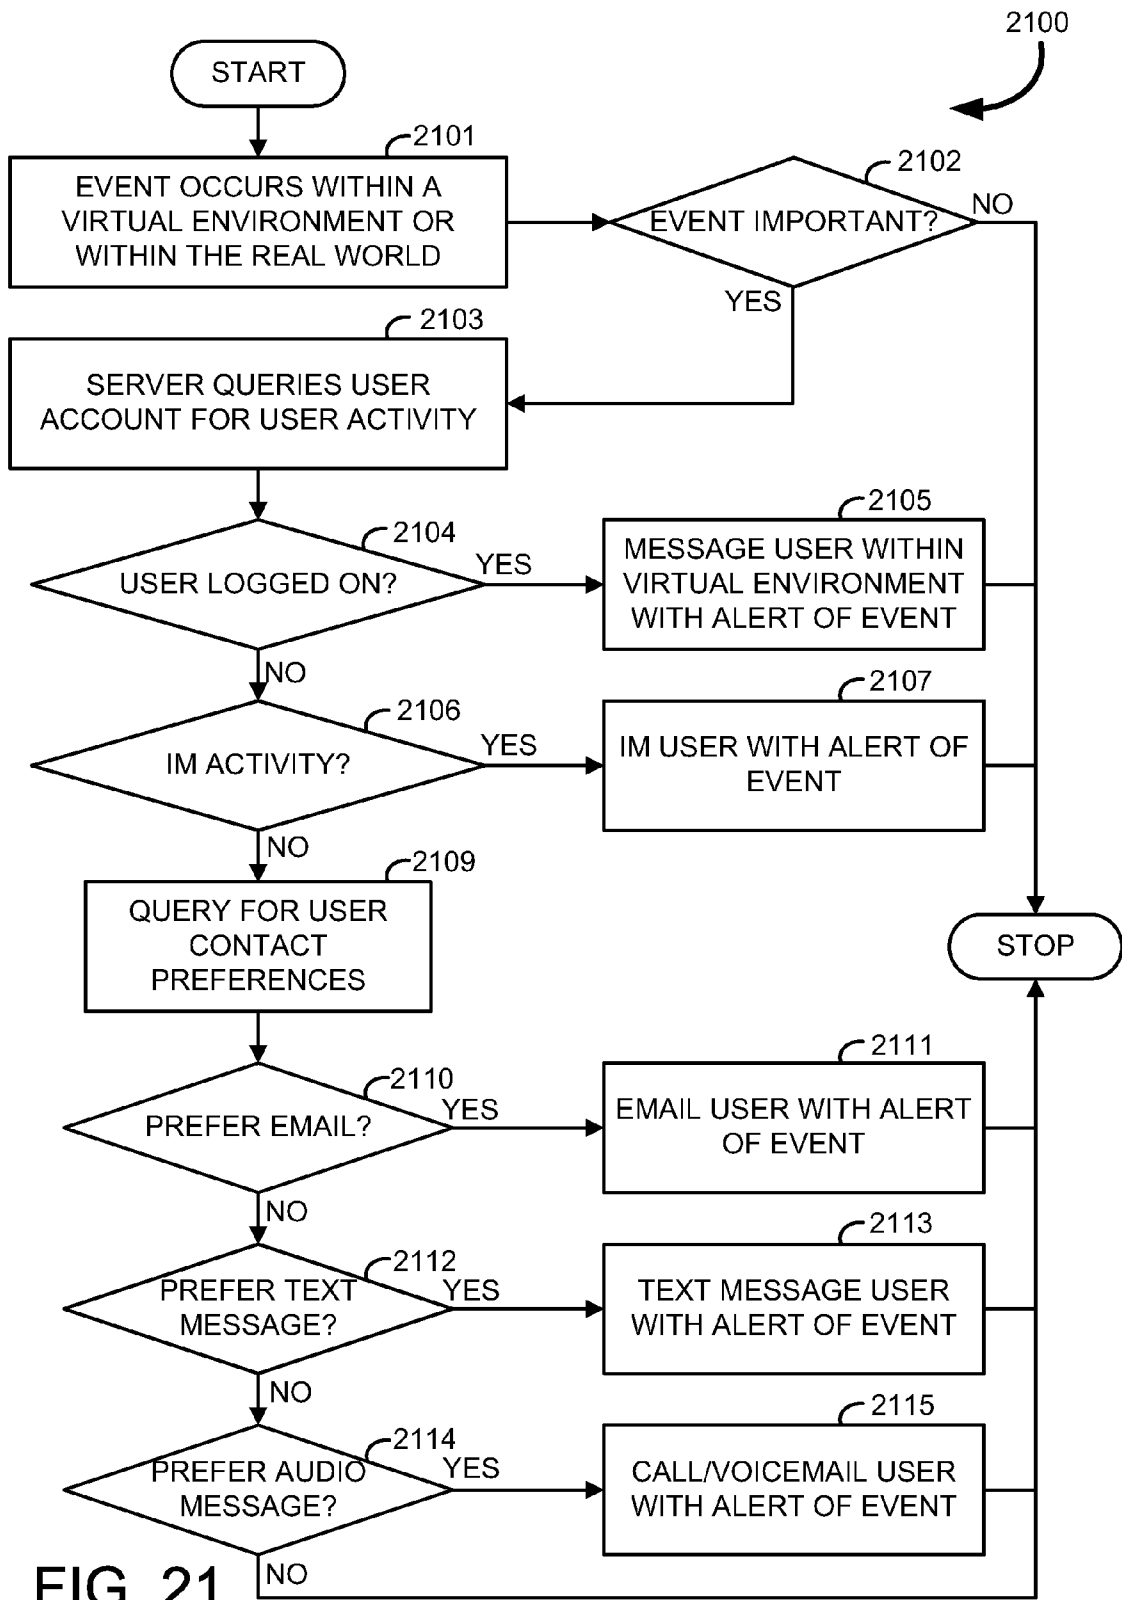 2100
START
2101
EVENT OCCURS WITHIN A
VIRTUAL ENVIRONMENT OR
WITHIN THE REAL WORLD
2102
EVENT IMPORTANT?
NO
YES
2103
SERVER QUERIES USER
ACCOUNT FOR USER ACTIVITY
2104
USER LOGGED ON?
YES
2105
MESSAGE USER WITHIN
VIRTUAL ENVIRONMENT
WITH ALERT OF EVENT
NO
2106
IM ACTIVITY?
YES
2107
IM USER WITH ALERT OF
EVENT
NO
2109
QUERY FOR USER
CONTACT
PREFERENCES
STOP
2110
PREFER EMAIL?
YES
2111
EMAIL USER WITH ALERT
OF EVENT
NO
2112
PREFER TEXT
MESSAGE?
YES
2113
TEXT MESSAGE USER
WITH ALERT OF EVENT
NO
2114
PREFER AUDIO
MESSAGE?
YES
2115
CALL/VOICEMAIL USER
WITH ALERT OF EVENT
NO
FIG. 21